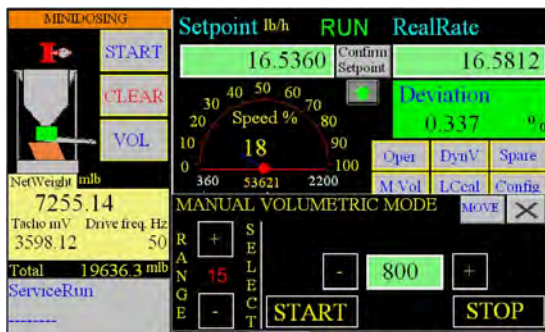 MINIDOSING
START
CLEAR
VOL
NetWeight mlb
7255.14
Tacho mV Drive freq. Hz
3598.12 50
Total 19636.3 mlb
ServiceRun
--------
Setpoint lb/h RUN RealRate
16.5360 Confirm Setpoint 16.5812
Speed %
0 10 20 30 40 50 60 70 80 90 100
18
360 53621 2200
Deviation
0.337 %
Oper DynV Spare
M.Vol LCcal Config
MANUAL VOLUMETRIC MODE MOVE X
RANGE + 15 - SELECT
- 800 +
START STOP